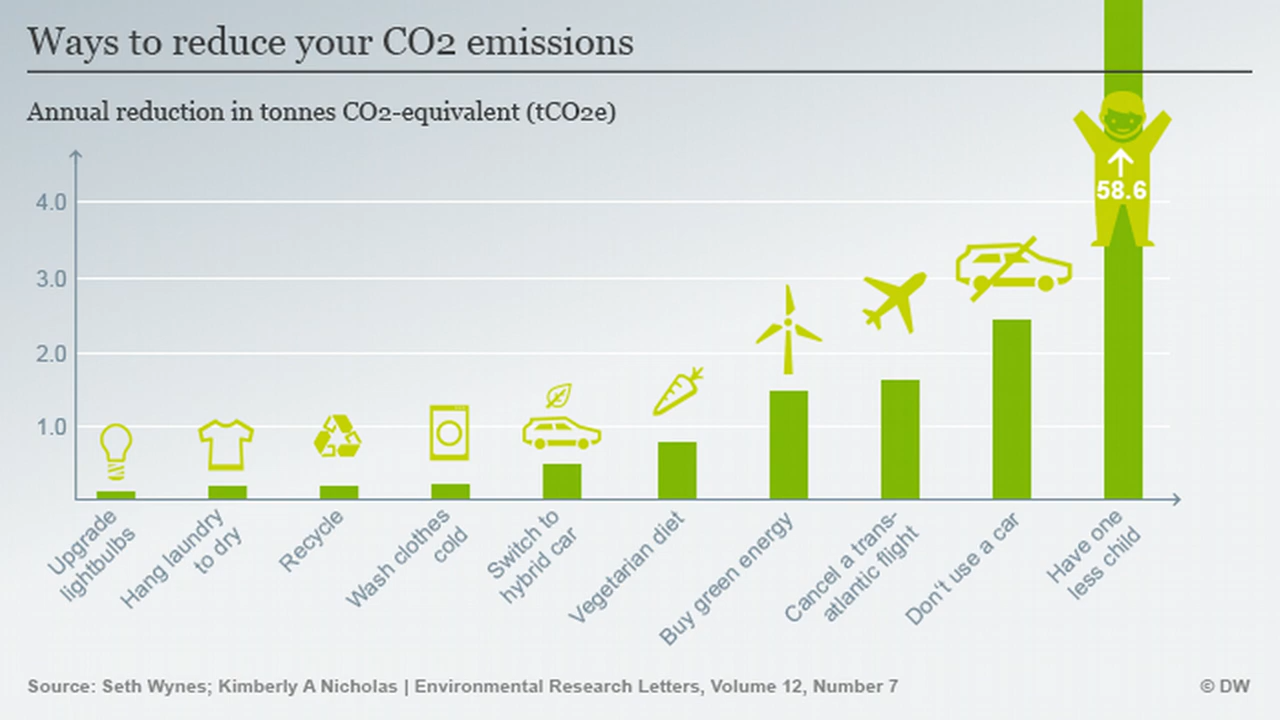 Ways to reduce your CO2 emissions
Annual reduction in tonnes CO2-equivalent (tCO2e)
4.0
3.0
2.0
1.0
58.6
Upgrade
lightbulbs
Hang laundry
to dry
Recycle
Wash clothes
cold
Switch to
hybrid car
Vegetarian diet
Buy green energy
Cancel a trans-
atlantic flight
Don't use a car
Have one
less child
Source: Seth Wynes; Kimberly A Nicholas | Environmental Research Letters, Volume 12, Number 7
© DW